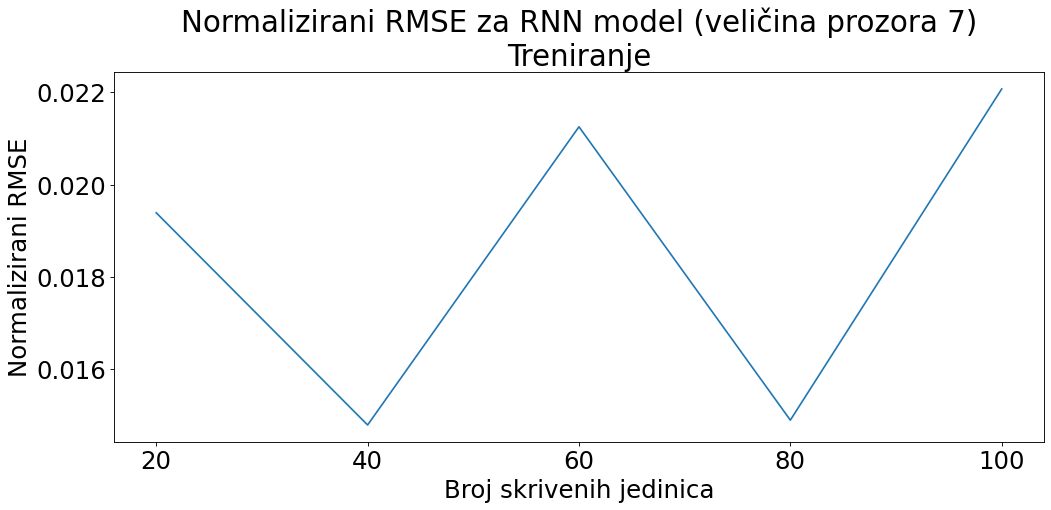 Normalizirani RMSE za RNN model (veličina prozora 7)
Treniranje
Normalizirani RMSE
0.022
0.020
0.018
0.016
20 40 60 80 100
Broj skrivenih jedinica